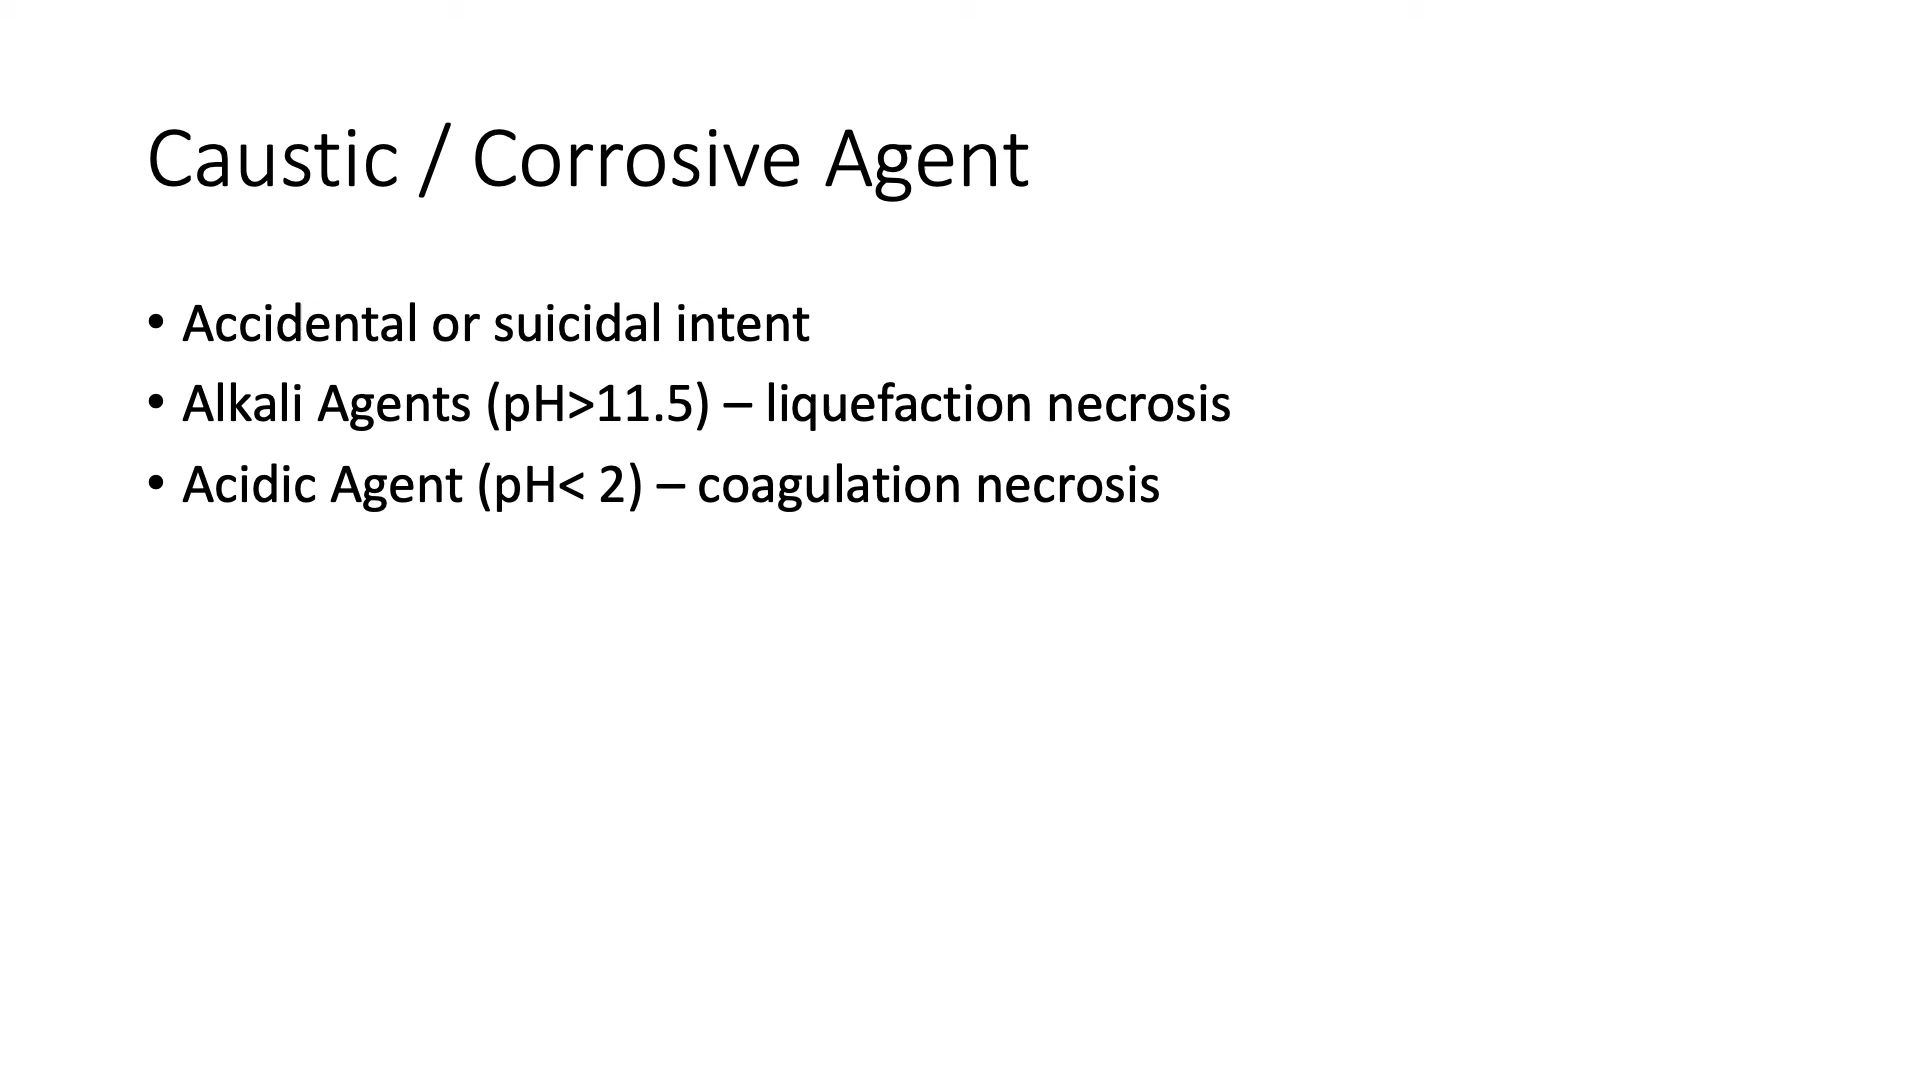 Caustic / Corrosive Agent
• Accidental or suicidal intent
• Alkali Agents (pH>11.5) – liquefaction necrosis
• Acidic Agent (pH< 2) – coagulation necrosis